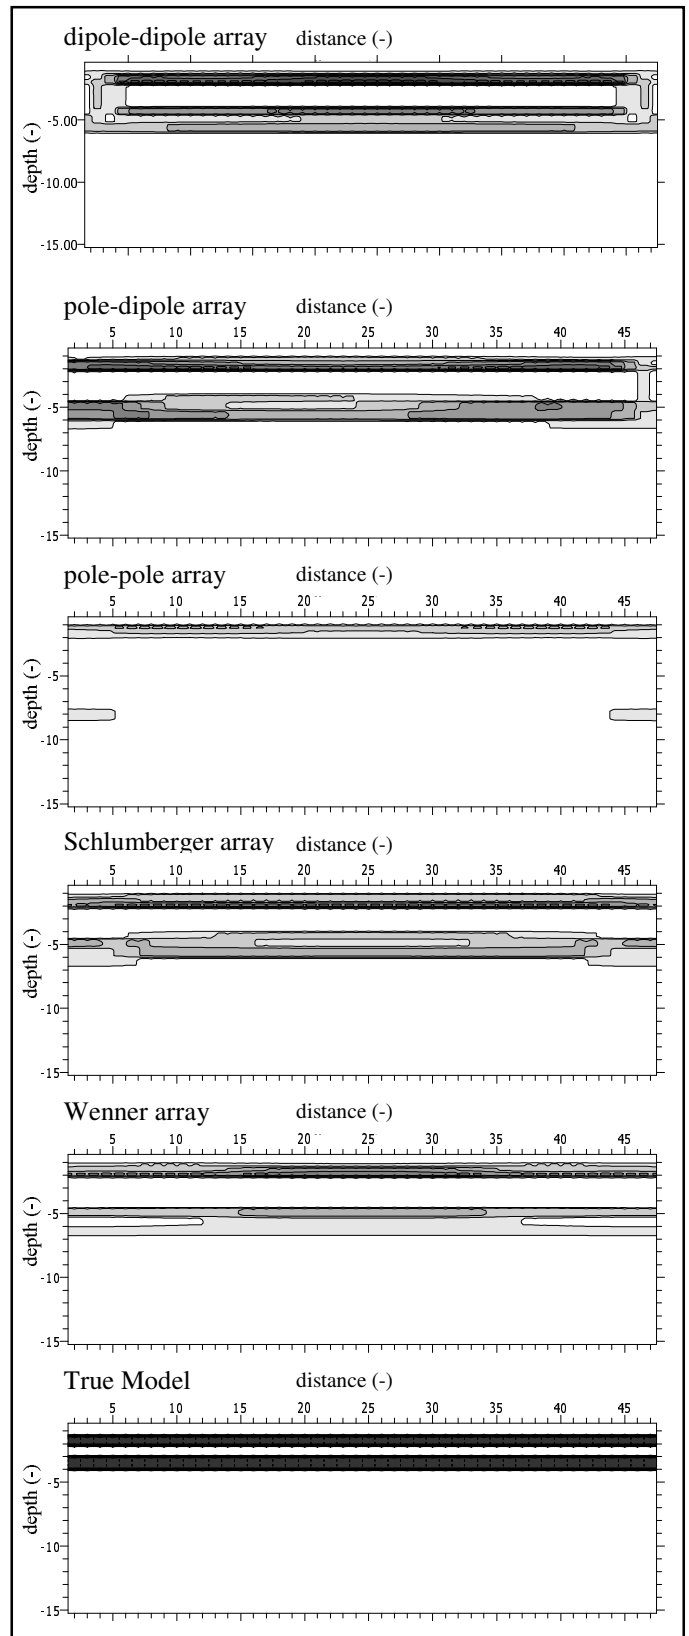 dipole-dipole array distance (-)
depth (-)
-5.00
-10.00
-15.00
pole-dipole array distance (-)
5 10 15 20 25 30 35 40 45
depth (-)
-5
-10
-15
pole-pole array distance (-)
5 10 15 20 30 35 40 45
depth (-)
-5
-10
-15
Schlumberger array distance (-)
5 10 15 20 25 30 35 40 45
depth (-)
-5
-10
-15
Wenner array distance (-)
5 10 15 20 30 35 40 45
depth (-)
-5
-10
-15
True Model distance (-)
5 10 15 20 25 30 35 40 45
depth (-)
-5
-10
-15